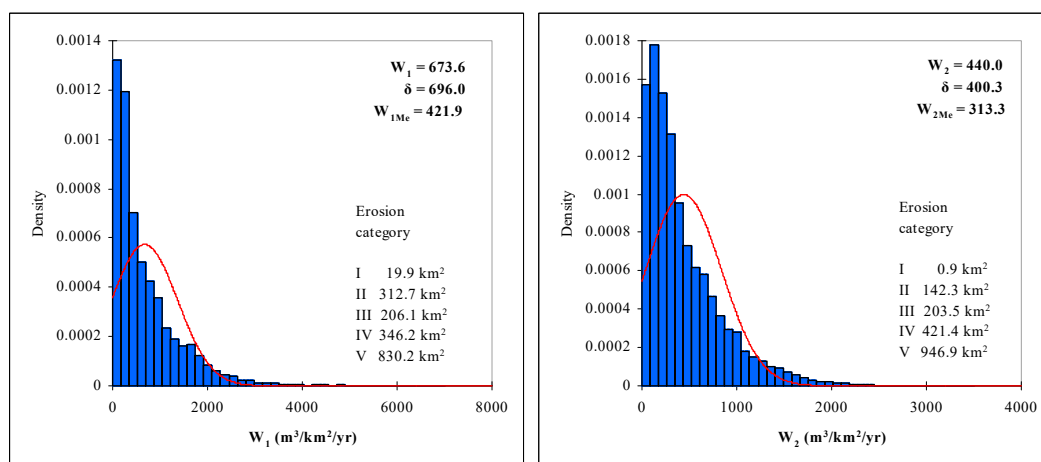 0.0014
0.0012
0.001
0.0008
0.0006
0.0004
0.0002
0
Density
0
2000
4000
6000
8000
W₁ (m³/km²/yr)
W₁ = 673.6
δ = 696.0
W₁Me = 421.9
Erosion
category
I 19.9 km²
II 312.7 km²
III 206.1 km²
IV 346.2 km²
V 830.2 km²
0.0018
0.0016
0.0014
0.0012
0.001
0.0008
0.0006
0.0004
0.0002
0
Density
0
1000
2000
3000
4000
W₂ (m³/km²/yr)
W₂ = 440.0
δ = 400.3
W₂Me = 313.3
Erosion
category
I 0.9 km²
II 142.3 km²
III 203.5 km²
IV 421.4 km²
V 946.9 km²